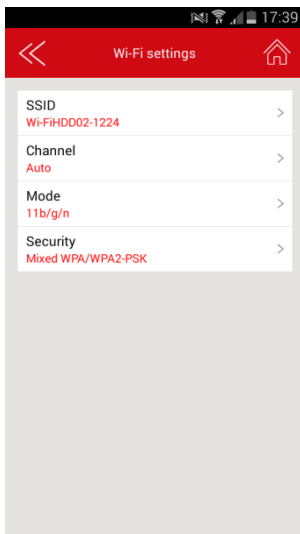 17:39
Wi-Fi settings
SSID
Wi-FiHDD02-1224
Channel
Auto
Mode
11b/g/n
Security
Mixed WPA/WPA2-PSK